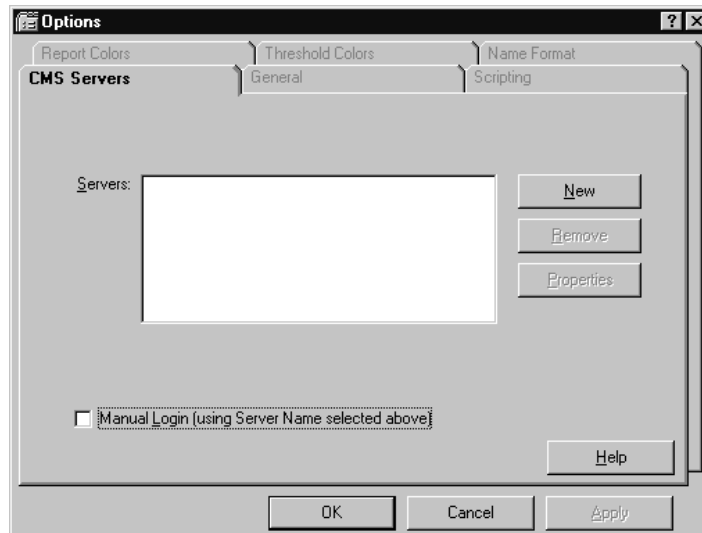 Options
Report Colors Threshold Colors Name Format
CMS Servers General Scripting
Servers:
New
Remove
Properties
Manual Login (using Server Name selected above)
Help
OK Cancel Apply